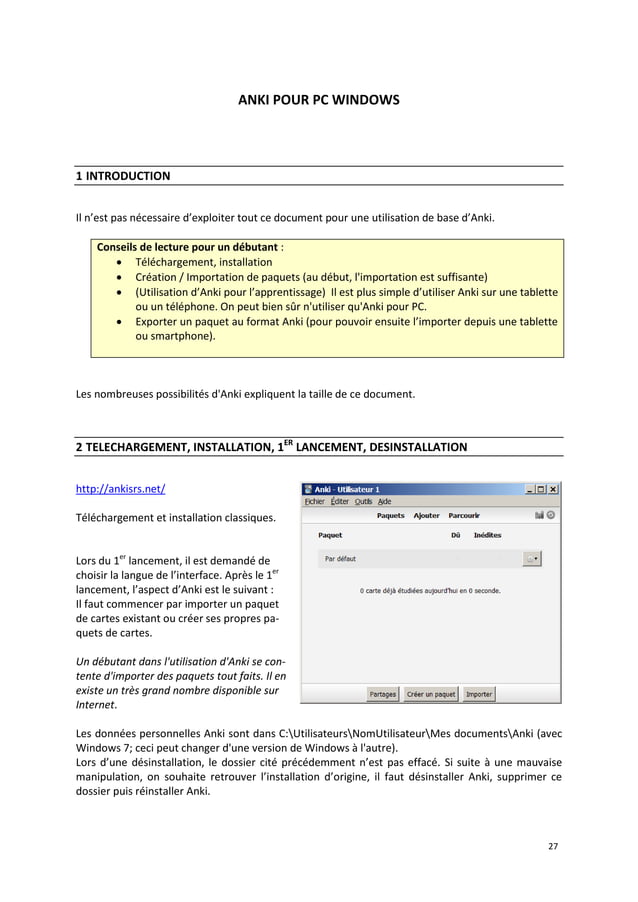 ANKI POUR PC WINDOWS
1 INTRODUCTION
Il n’est pas nécessaire d’exploiter tout ce document pour une utilisation de base d’Anki.
Conseils de lecture pour un débutant :
• Téléchargement, installation
• Création / Importation de paquets (au début, l'importation est suffisante)
• (Utilisation d’Anki pour l’apprentissage) Il est plus simple d’utiliser Anki sur une tablette
ou un téléphone. On peut bien sûr n'utiliser qu'Anki pour PC.
• Exporter un paquet au format Anki (pour pouvoir ensuite l’importer depuis une tablette
ou smartphone).
Les nombreuses possibilités d'Anki expliquent la taille de ce document.
2 TELECHARGEMENT, INSTALLATION, 1ER LANCEMENT, DESINSTALLATION
http://ankisrs.net/
Téléchargement et installation classiques.
Lors du 1er lancement, il est demandé de
choisir la langue de l’interface. Après le 1er
lancement, l’aspect d’Anki est le suivant :
Il faut commencer par importer un paquet
de cartes existant ou créer ses propres pa-
quets de cartes.
Un débutant dans l'utilisation d'Anki se con-
tente d'importer des paquets tout faits. Il en
existe un très grand nombre disponible sur
Internet.
Anki - Utilisateur 1
Fichier Éditer Outils Aide
Paquets Ajouter Parcourir
Paquet Dû Inédites
Par défaut
0 carte déjà étudiées aujourd'hui en 0 seconde.
Partages Créer un paquet Importer
Les données personnelles Anki sont dans C:\Utilisateurs\NomUtilisateur\Mes documents\Anki (avec
Windows 7; ceci peut changer d'une version de Windows à l'autre).
Lors d’une désinstallation, le dossier cité précédemment n’est pas effacé. Si suite à une mauvaise
manipulation, on souhaite retrouver l’installation d’origine, il faut désinstaller Anki, supprimer ce
dossier puis réinstaller Anki.
27